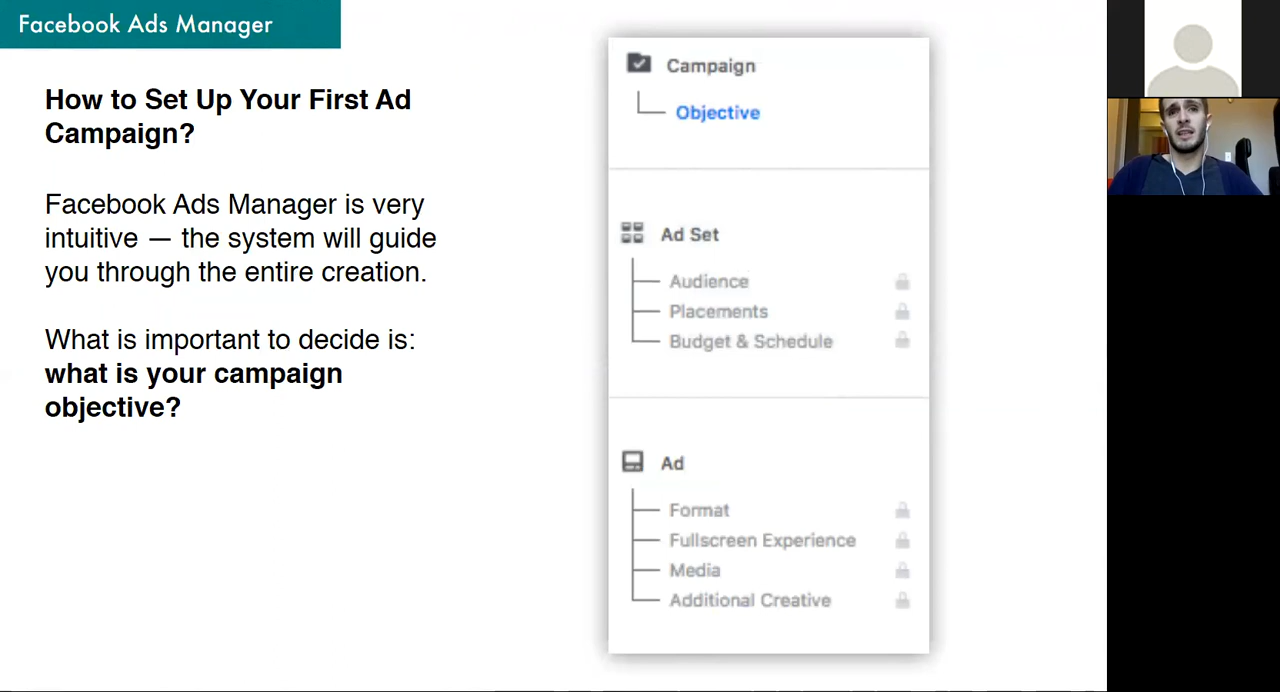 Facebook Ads Manager
How to Set Up Your First Ad
Campaign?
Facebook Ads Manager is very
intuitive — the system will guide
you through the entire creation.
What is important to decide is:
what is your campaign
objective?
Campaign
Objective
Ad Set
Audience
Placements
Budget & Schedule
Ad
Format
Fullscreen Experience
Media
Additional Creative